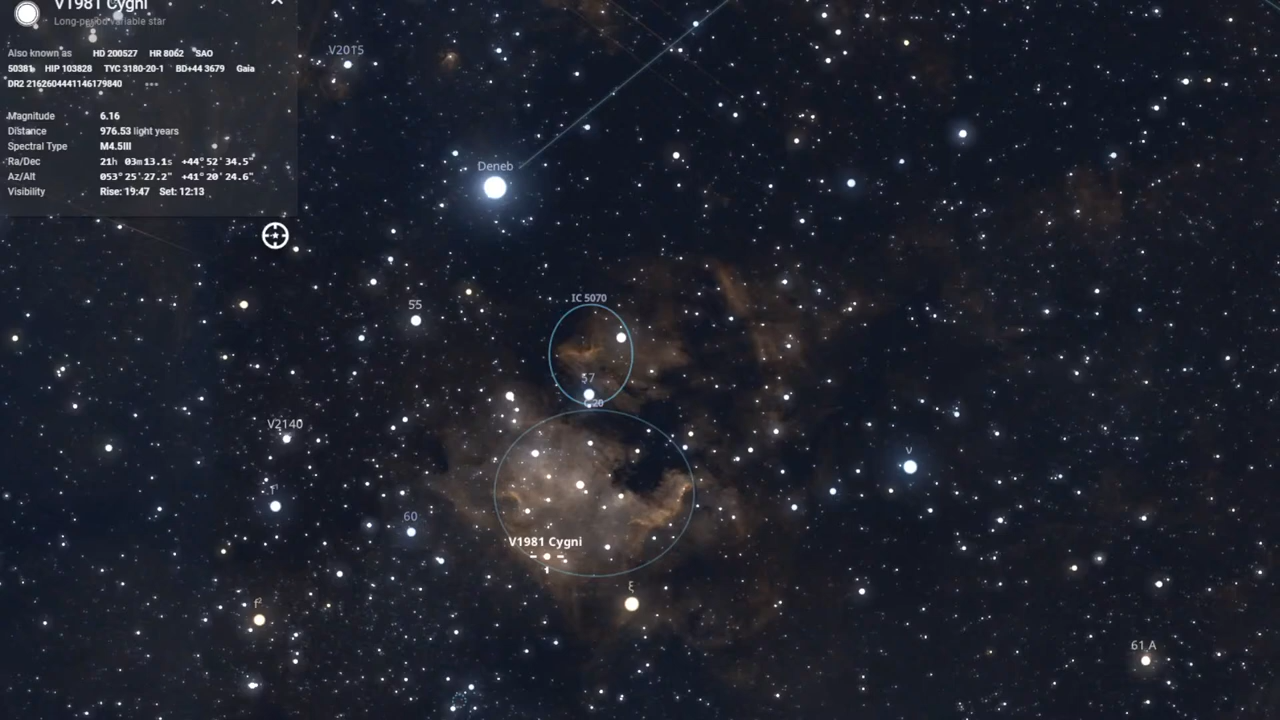 V1981 Cygni
Long-period variable star
Also known as HD 200527 HR 8062 SAO
50381 HIP 103828 TYC 3180-20-1 BD+44 3679 Gaia
DR2 2162604441146179840
Magnitude 6.16
Distance 976.53 light years
Spectral Type M4.5III
Ra/Dec 21h 03m13.1s +44°52'34.5"
Az/Alt 053°25'27.2" +41°20'24.6"
Visibility Rise: 19:47 Set: 12:13
V2015
Deneb
IC 5070
55
57
V2140
ν
60
V1981 Cygni
ξ
f²
61 A